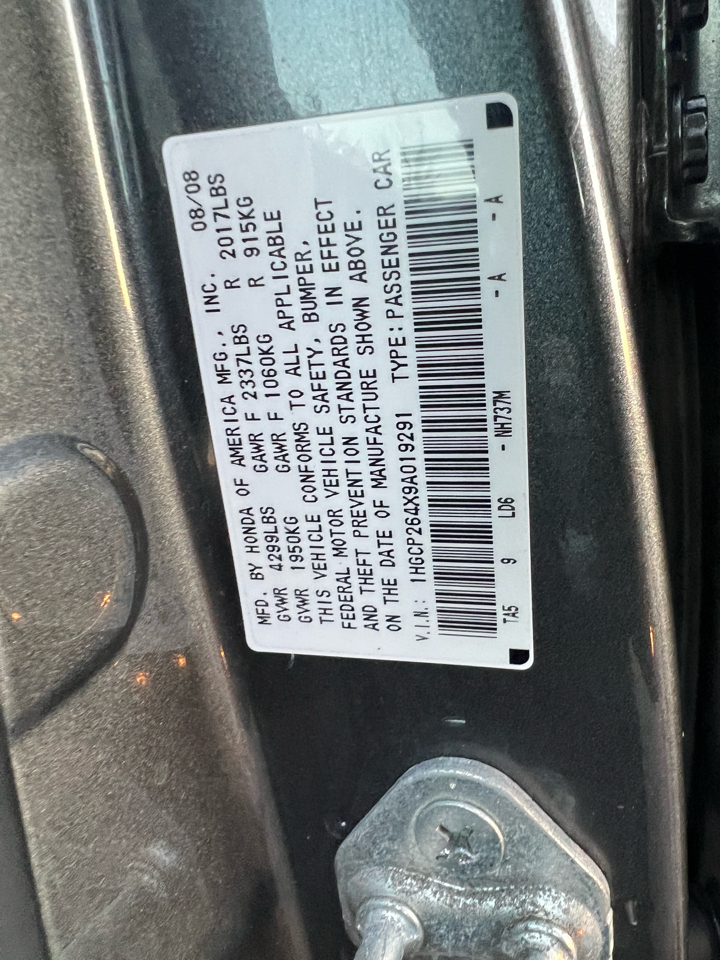 MFD. BY HONDA OF AMERICA MFG., INC. 08/08
GVWR 4299LBS GAWR F 2337LBS R 2017LBS
GVWR 1950KG GAWR F 1060KG R 915KG
THIS VEHICLE CONFORMS TO ALL APPLICABLE
FEDERAL MOTOR VEHICLE SAFETY, BUMPER,
AND THEFT PREVENTION STANDARDS IN EFFECT
ON THE DATE OF MANUFACTURE SHOWN ABOVE.
V.I.N.: 1HGCP264X9A019291 TYPE: PASSENGER CAR
TA5 9 LD6 - NH737M - A - A